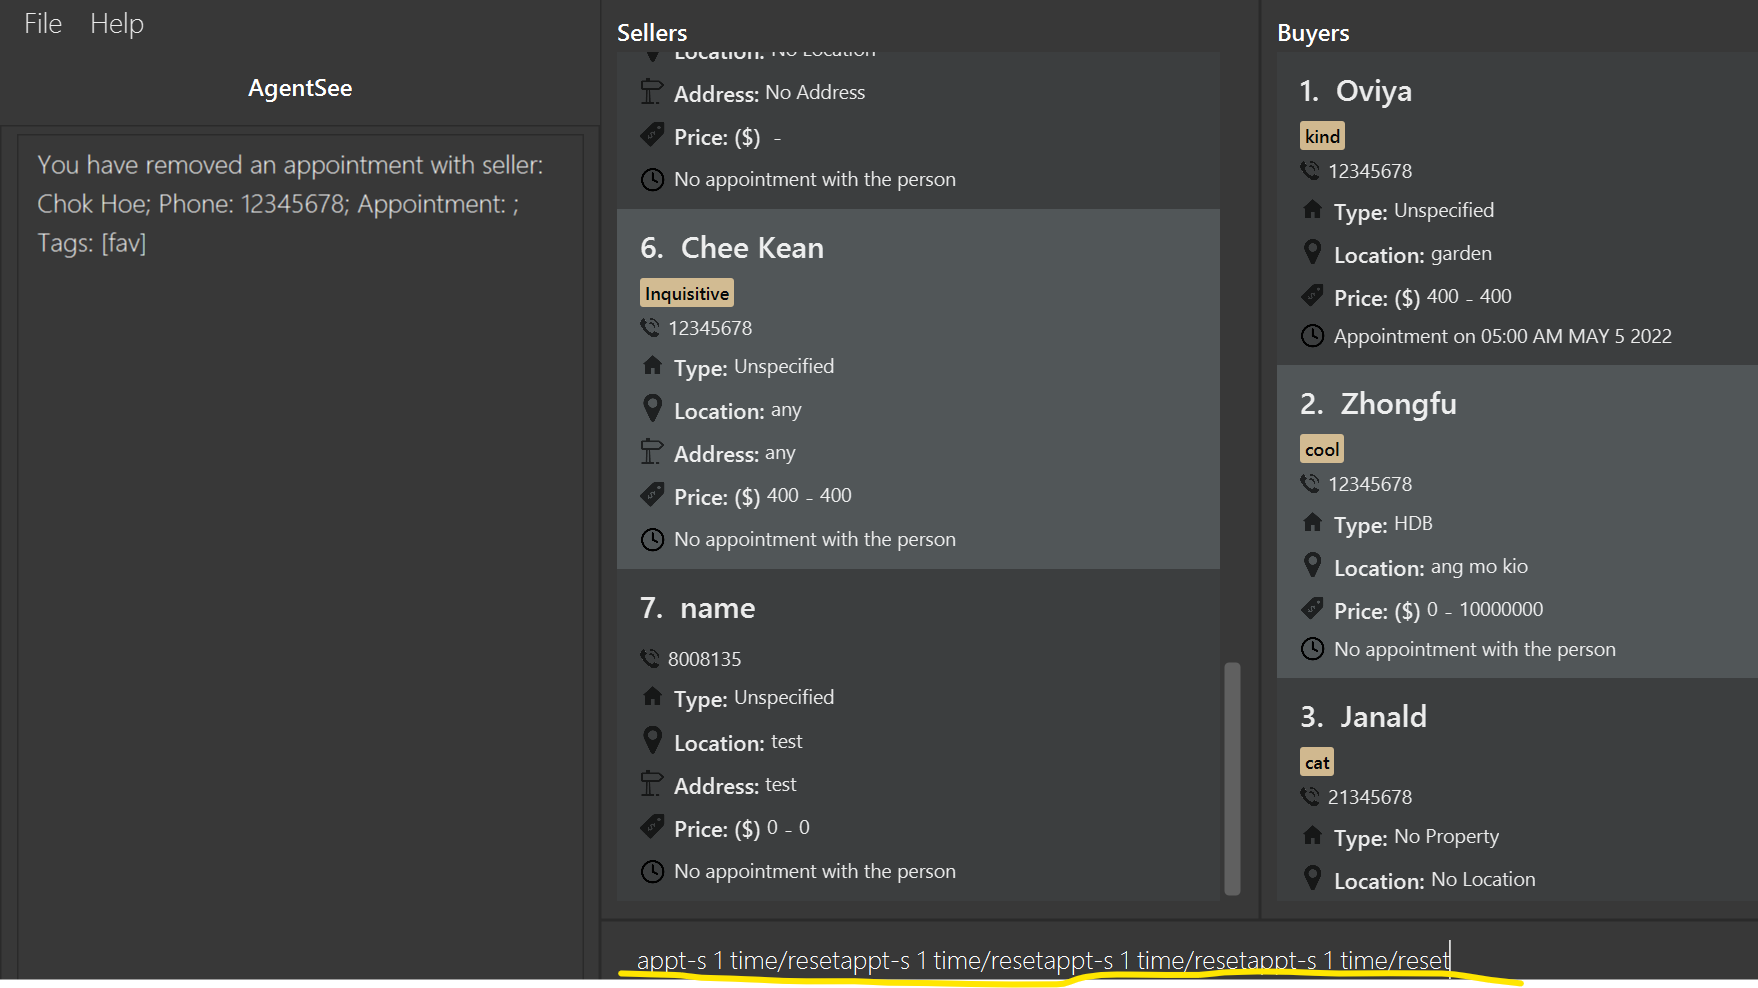 File Help
AgentSee
You have removed an appointment with seller:
Chok Hoe; Phone: 12345678; Appointment: ;
Tags: [fav]
Sellers
Location: No Location
Address: No Address
Price: ($) -
No appointment with the person
6. Chee Kean
Inquisitive
12345678
Type: Unspecified
Location: any
Address: any
Price: ($) 400 - 400
No appointment with the person
7. name
8008135
Type: Unspecified
Location: test
Address: test
Price: ($) 0 - 0
No appointment with the person
Buyers
1. Oviya
kind
12345678
Type: Unspecified
Location: garden
Price: ($) 400 - 400
Appointment on 05:00 AM MAY 5 2022
2. Zhongfu
cool
12345678
Type: HDB
Location: ang mo kio
Price: ($) 0 - 10000000
No appointment with the person
3. Janald
cat
21345678
Type: No Property
Location: No Location
appt-s 1 time/resetappt-s 1 time/resetappt-s 1 time/resetappt-s 1 time/reset